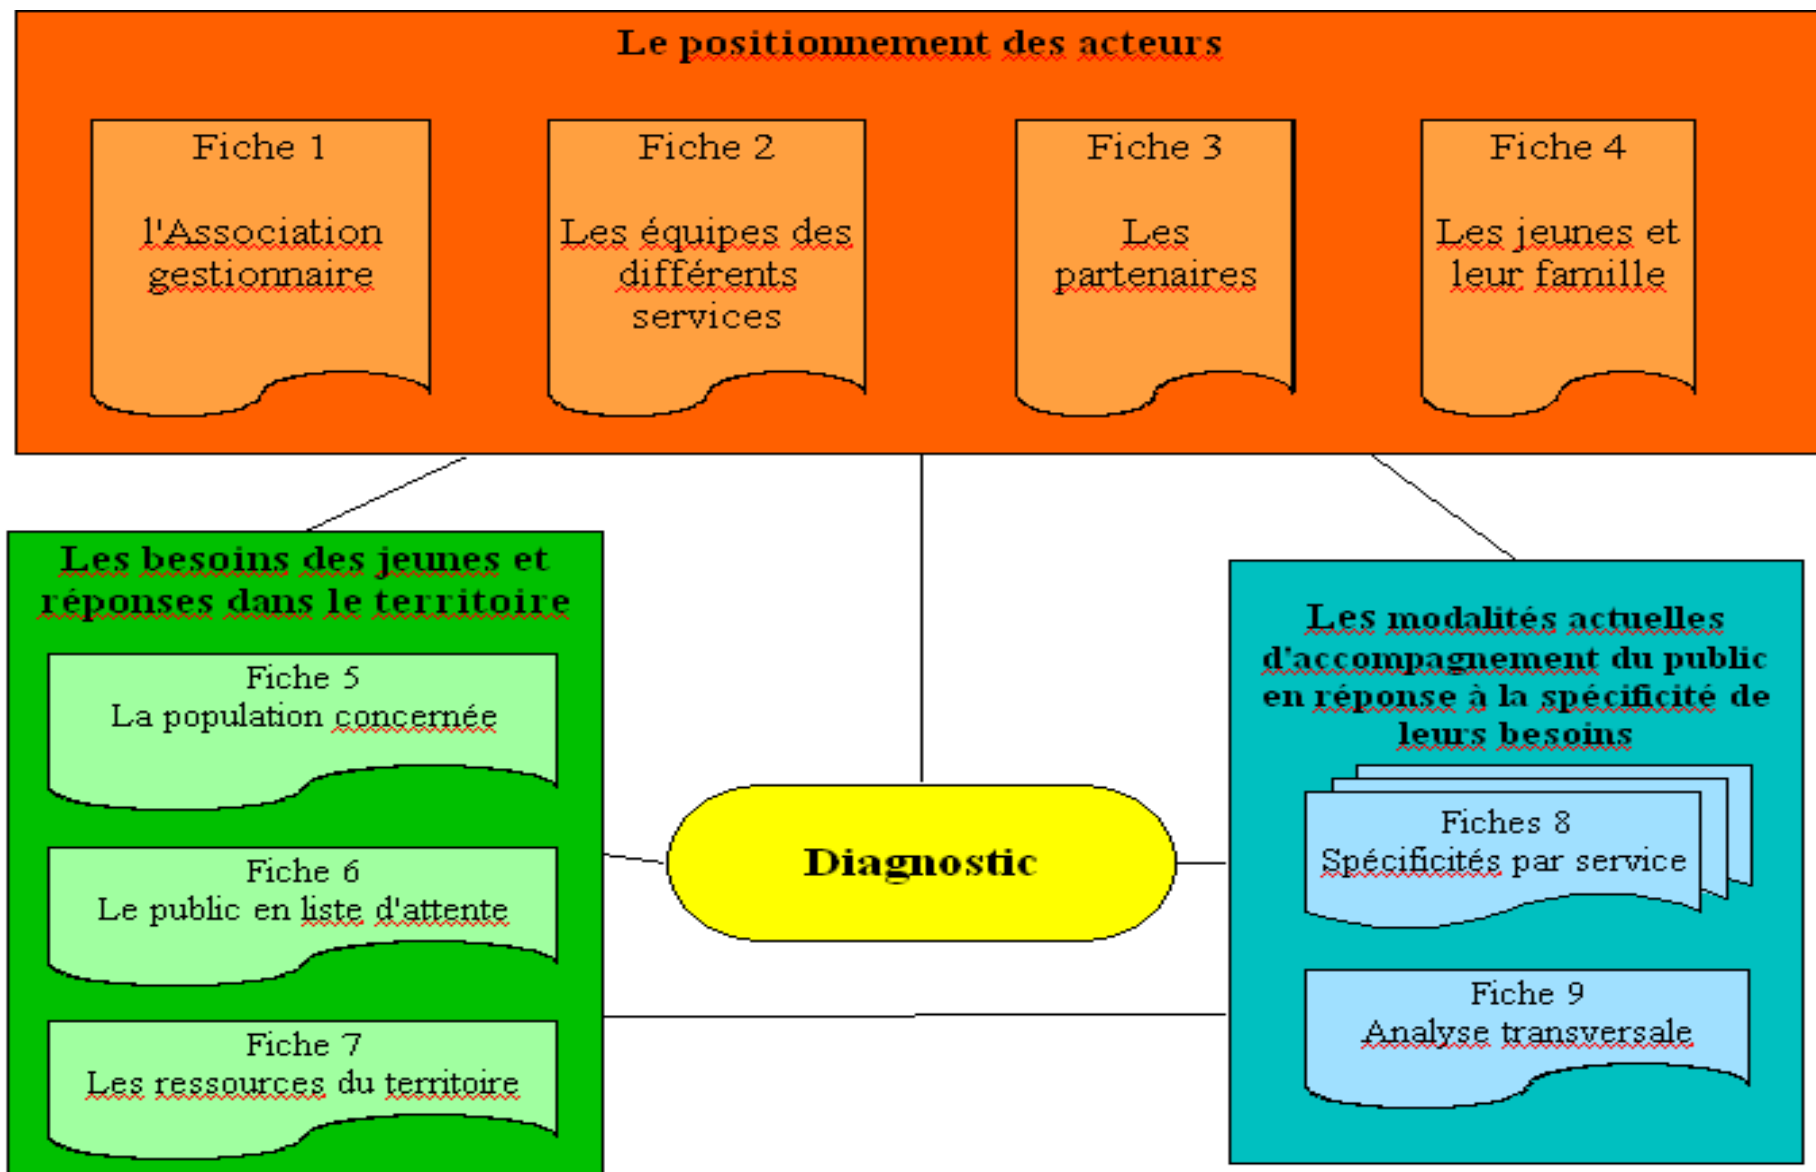 Le positionnement des acteurs
Fiche 1
l'Association
gestionnaire
Fiche 2
Les équipes des
différents
services
Fiche 3
Les
partenaires
Fiche 4
Les jeunes et
leur famille
Les besoins des jeunes et
réponses dans le territoire
Fiche 5
La population concernée
Fiche 6
Le public en liste d'attente
Fiche 7
Les ressources du territoire
Diagnostic
Les modalités actuelles
d'accompagnement du public
en réponse à la spécificité de
leurs besoins
Fiches 8
Spécificités par service
Fiche 9
Analyse transversale